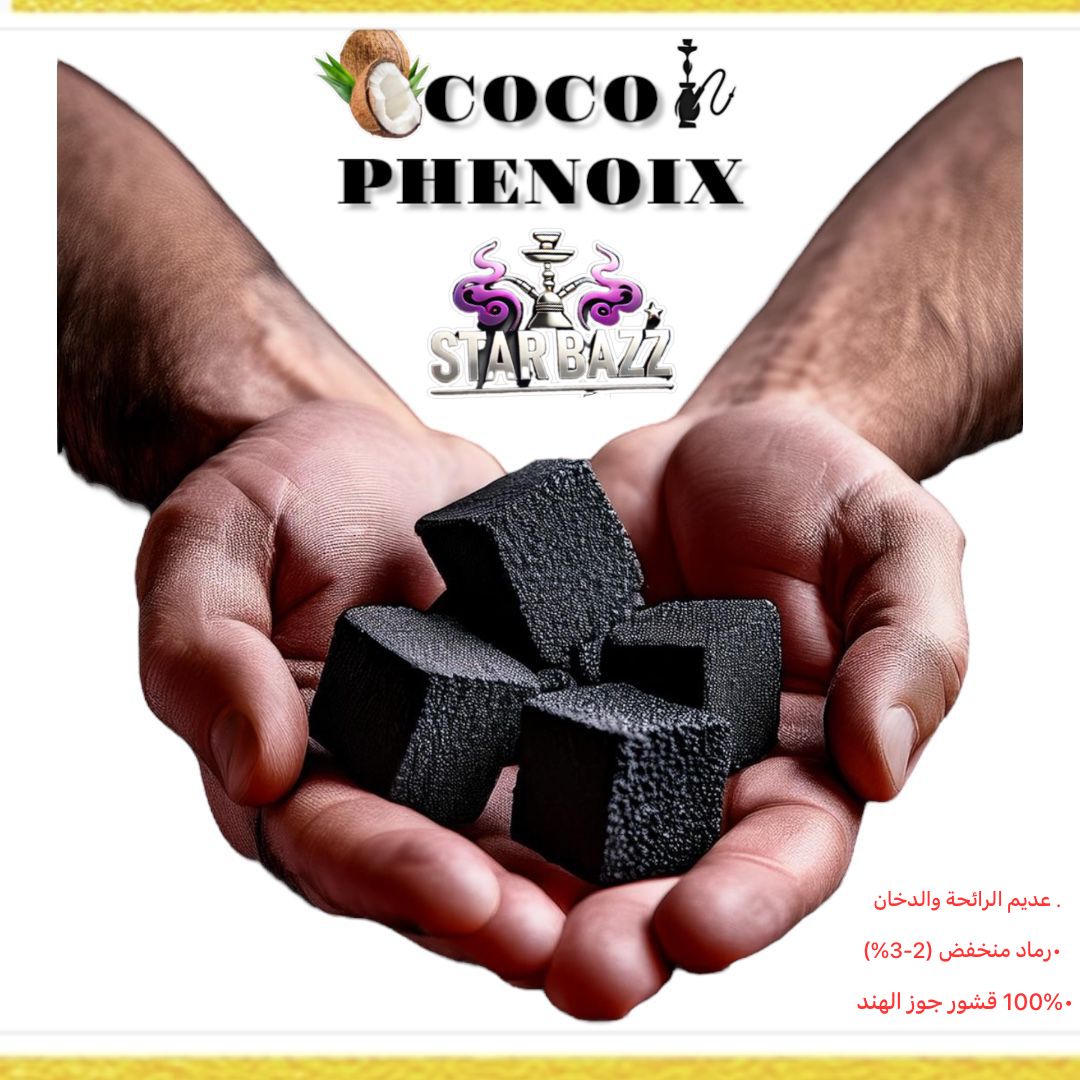 COCO
PHENOIX
STAR BAZZ
. عديم الرائحة والدخان
•رماد منخفض (2-3%)
•100% قشور جوز الهند